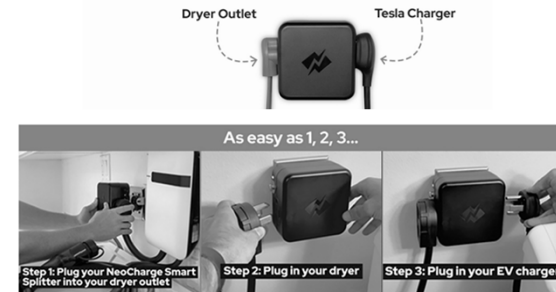 Dryer Outlet
Tesla Charger
As easy as 1, 2, 3...
Step 1: Plug your NeoCharge Smart
Splitter into your dryer outlet
Step 2: Plug in your dryer
Step 3: Plug in your EV charge